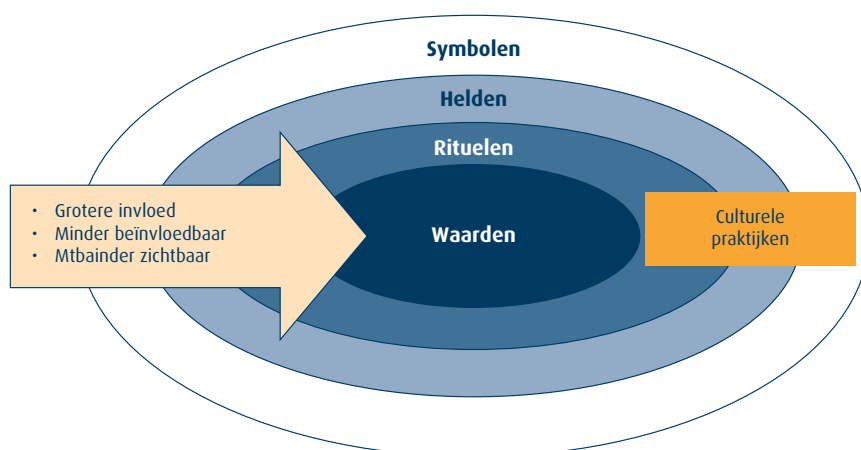 Symbolen
Helden
Rituelen
Waarden
• Grotere invloed
• Minder beïnvloedbaar
• Mtbainder zichtbaar
Culturele
praktijken